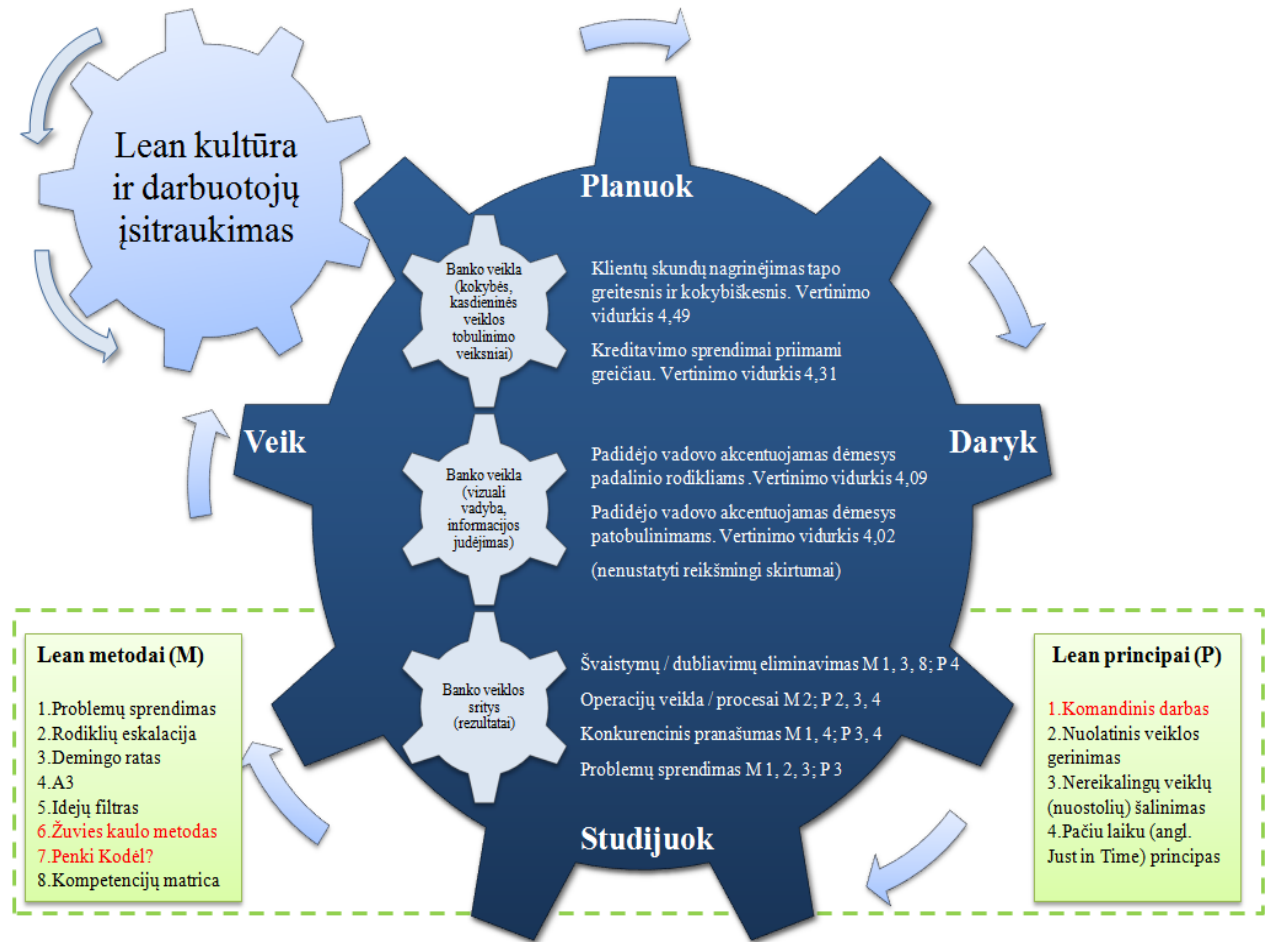 Lean kultūra
ir darbuotojų
įsitraukimas
Planuok
Banko veikla
(kokybės,
kasdieninės
veiklos
tobulinimo
veiksniai)
Klientų skundų nagrinėjimas tapo
greitesnis ir kokybiškesnis. Vertinimo
vidurkis 4,49
Kreditavimo sprendimai priimami
greičiau. Vertinimo vidurkis 4,31
Veik
Daryk
Banko veikla
(vizuali
vadyba,
informacijos
judėjimas)
Padidėjo vadovo akcentuojamas dėmesys
padalinio rodikliams .Vertinimo vidurkis 4,09
Padidėjo vadovo akcentuojamas dėmesys
patobulinimams. Vertinimo vidurkis 4,02
(nenustatyti reikšmingi skirtumai)
Banko veiklos
sritys
(rezultatai)
Švaistymų / dubliavimų eliminavimas M 1, 3, 8; P 4
Operacijų veikla / procesai M 2; P 2, 3, 4
Konkurencinis pranašumas M 1, 4; P 3, 4
Problemų sprendimas M 1, 2, 3; P 3
Studijuok
Lean metodai (M)
1.Problemų sprendimas
2.Rodiklių eskalacija
3.Demingo ratas
4.A3
5.Idejų filtras
6.Žuvies kaulo metodas
7.Penki Kodėl?
8.Kompetencijų matrica
Lean principai (P)
1.Komandinis darbas
2.Nuolatinis veiklos
gerinimas
3.Nereikalingų veiklų
(nuostolių) šalinimas
4.Pačiu laiku (angl.
Just in Time) principas